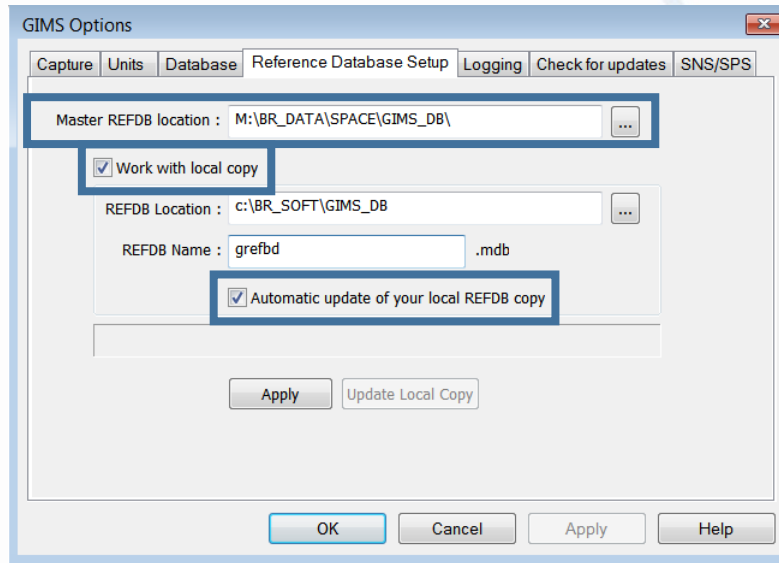 GIMS Options
Capture Units Database Reference Database Setup Logging Check for updates SNS/SPS
Master REFDB location : M:\BR_DATA\SPACE\GIMS_DB\ ...
Work with local copy
REFDB Location : c:\BR_SOFT\GIMS_DB ...
REFDB Name : grefbd .mdb
Automatic update of your local REFDB copy
Apply Update Local Copy
OK Cancel Apply Help